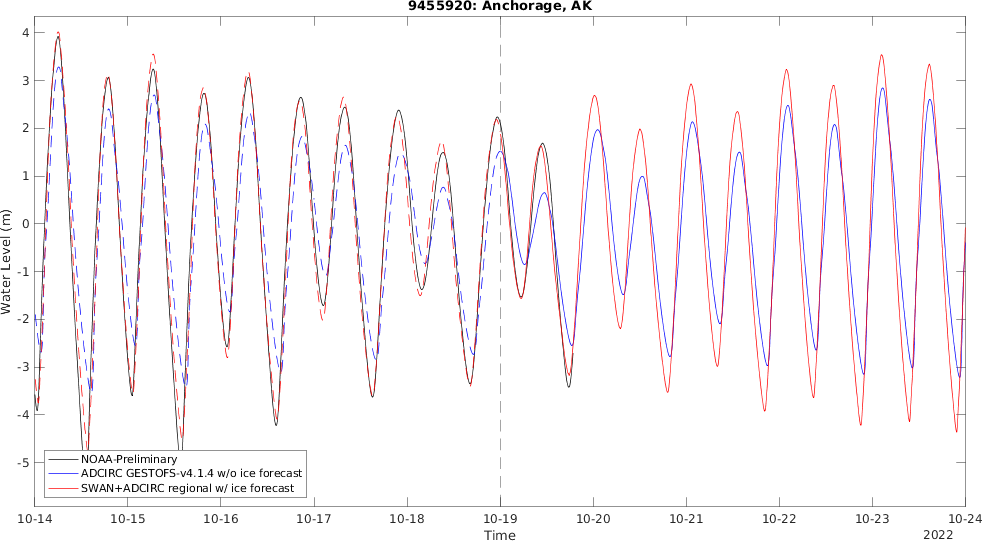 9455920: Anchorage, AK
4
3
2
1
0
-1
-2
-3
-4
-5
Water Level (m)
NOAA-Preliminary
ADCIRC GESTOFS-v4.1.4 w/o ice forecast
SWAN+ADCIRC regional w/ ice forecast
10-14 10-15 10-16 10-17 10-18 10-19 10-20 10-21 10-22 10-23 10-24
Time
2022